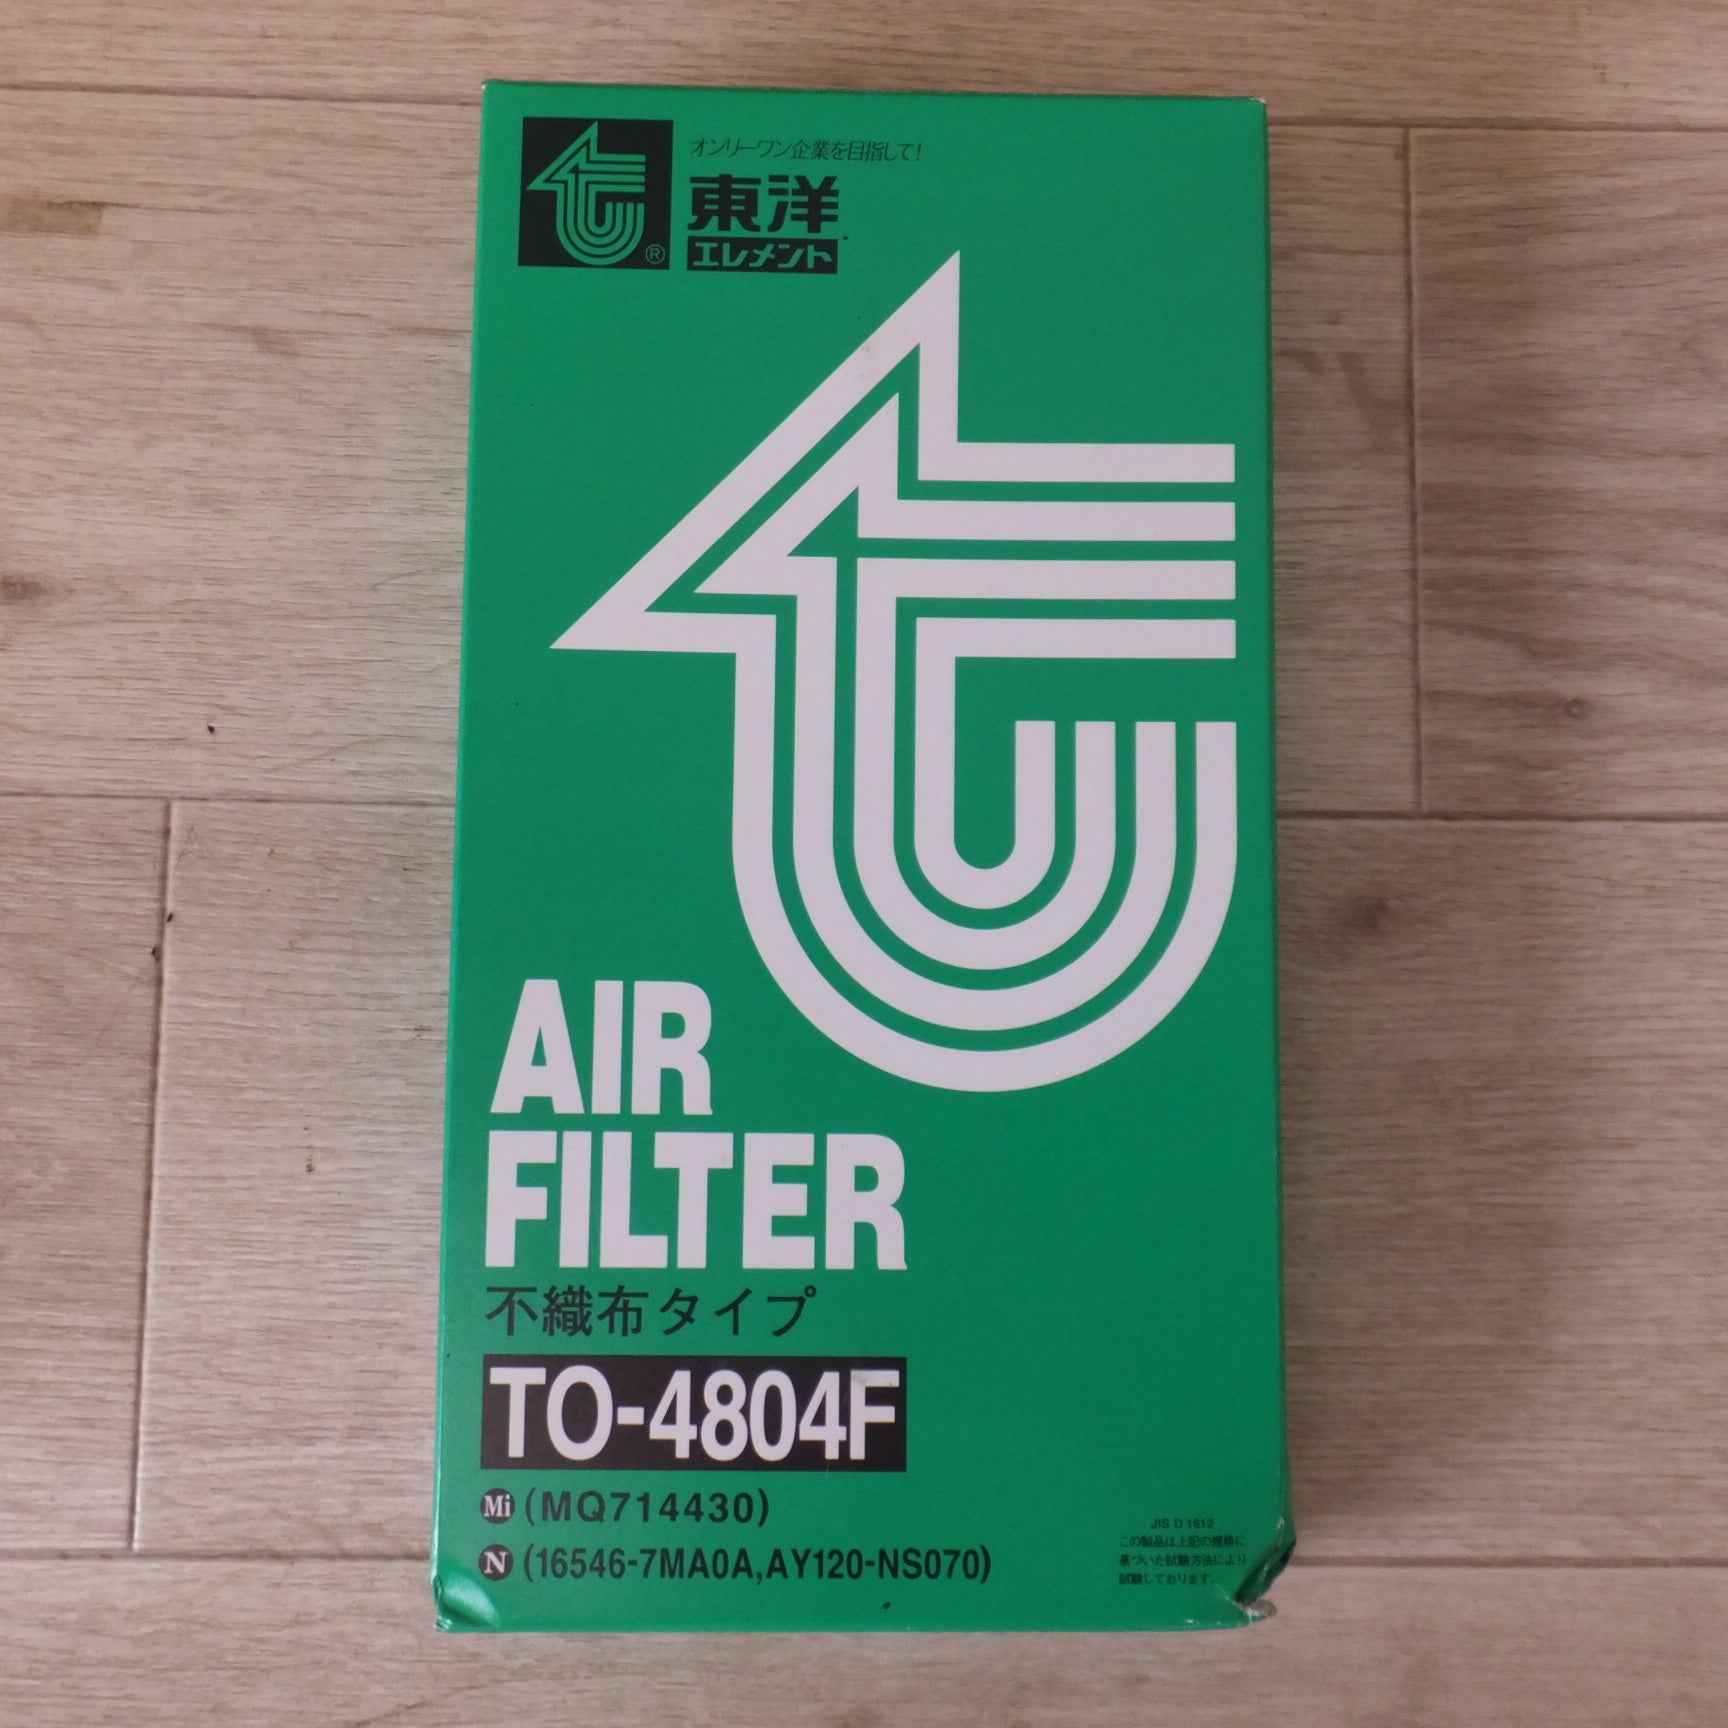 オンリーワン企業を目指して!
東洋
エレメント
®
AIR
FILTER
不織布タイプ
TO-4804F
Mi (MQ714430)
N (16546-7MA0A,AY120-NS070)
JIS D 1612
この製品は上記の規格に
基づいた試験方法により
試験しております。